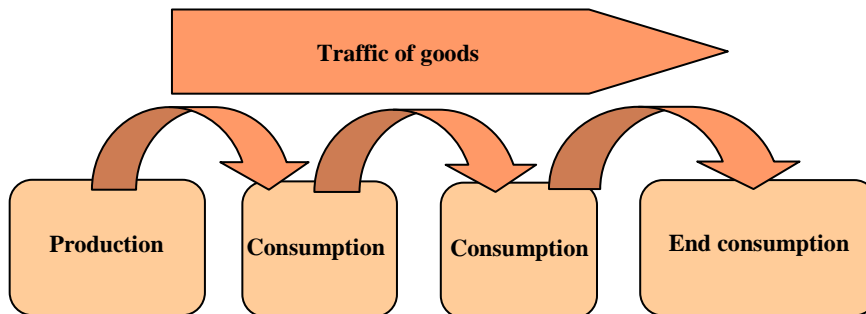 Traffic of goods
Production
Consumption
Consumption
End consumption